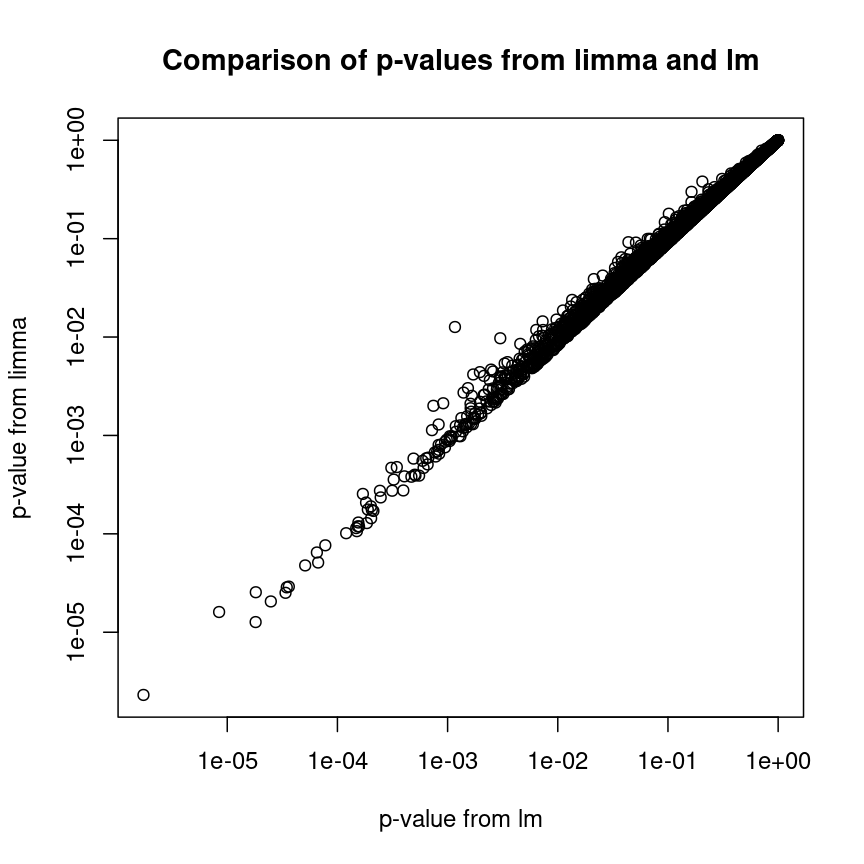 Comparison of p-values from limma and lm
1e+00
1e-01
1e-02
1e-03
1e-04
1e-05
p-value from limma
1e-05 1e-04 1e-03 1e-02 1e-01 1e+00
p-value from lm